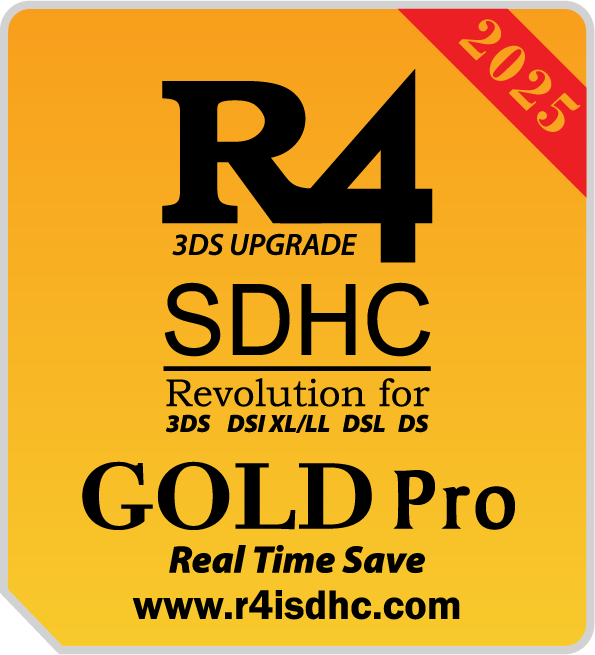 2025
R4
3DS UPGRADE
SDHC
Revolution for
3DS DSI XL/LL DSL DS
GOLD Pro
Real Time Save
www.r4isdhc.com